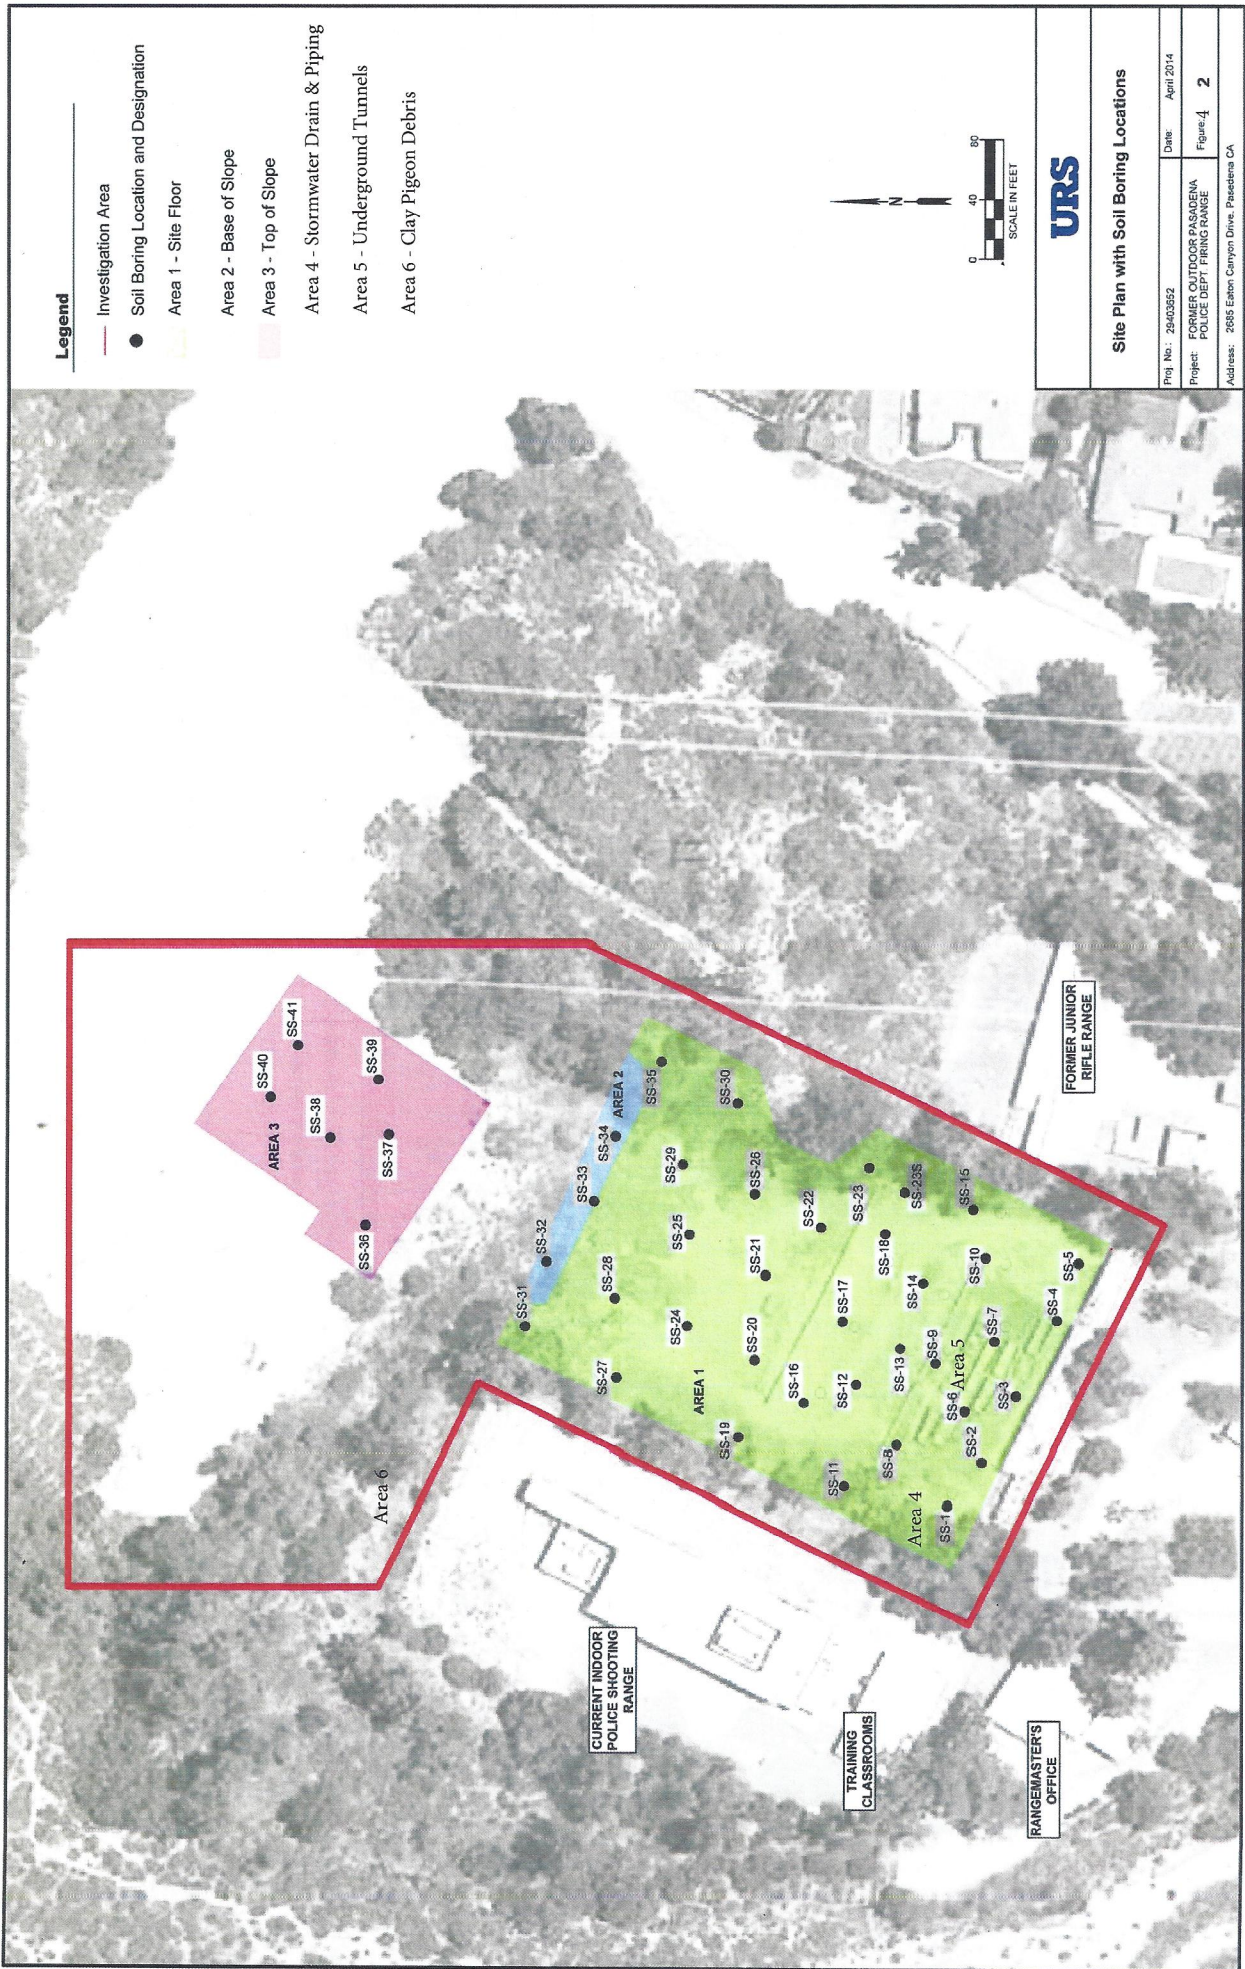 Legend
Investigation Area
Soil Boring Location and Designation
Area 1 - Site Floor
Area 2 - Base of Slope
Area 3 - Top of Slope
Area 4 - Stormwater Drain & Piping
Area 5 - Underground Tunnels
Area 6 - Clay Pigeon Debris
N
0 40 80
SCALE IN FEET
URS
Site Plan with Soil Boring Locations
Proj. No.: 29403652
Date: April 2014
Project: FORMER OUTDOOR PASADENA
POLICE DEPT. FIRING RANGE
Figure: 4 2
Address: 2685 Eaton Canyon Drive, Pasedena CA
SS-40
SS-41
AREA 3
SS-38
SS-39
SS-37
SS-36
Area 6
SS-31
SS-32
SS-33
SS-34
AREA 2
SS-35
SS-27
SS-28
SS-24
SS-25
SS-29
SS-30
AREA 1
SS-19
SS-20
SS-21
SS-26
SS-16
SS-22
SS-11
SS-12
SS-17
SS-23
SS-8
SS-13
SS-18
SS-23S
Area 4
SS-9
SS-14
SS-1
SS-6
Area 5
SS-15
SS-2
SS-7
SS-10
SS-3
SS-4
SS-5
CURRENT INDOOR
POLICE SHOOTING
RANGE
TRAINING
CLASSROOMS
RANGEMASTER'S
OFFICE
FORMER JUNIOR
RIFLE RANGE